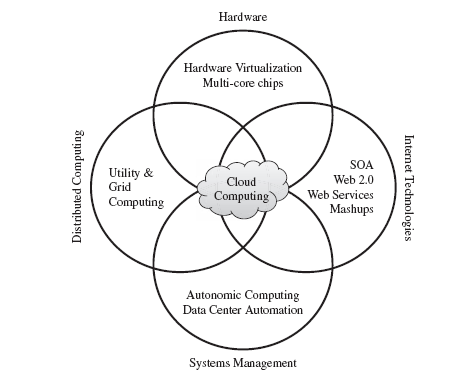 Hardware
Hardware Virtualization
Multi-core chips
Distributed Computing
Utility &
Grid
Computing
Cloud
Computing
SOA
Web 2.0
Web Services
Mashups
Internet Technologies
Autonomic Computing
Data Center Automation
Systems Management